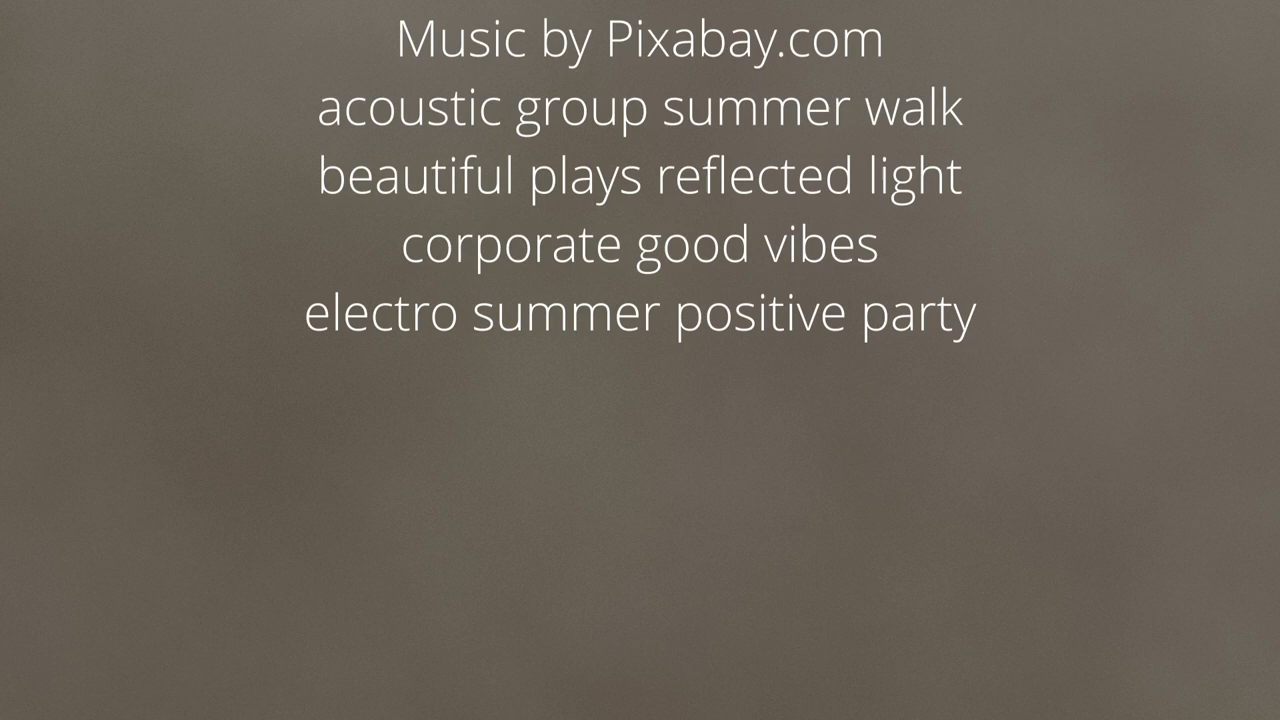 Music by Pixabay.com
acoustic group summer walk
beautiful plays reflected light
corporate good vibes
electro summer positive party